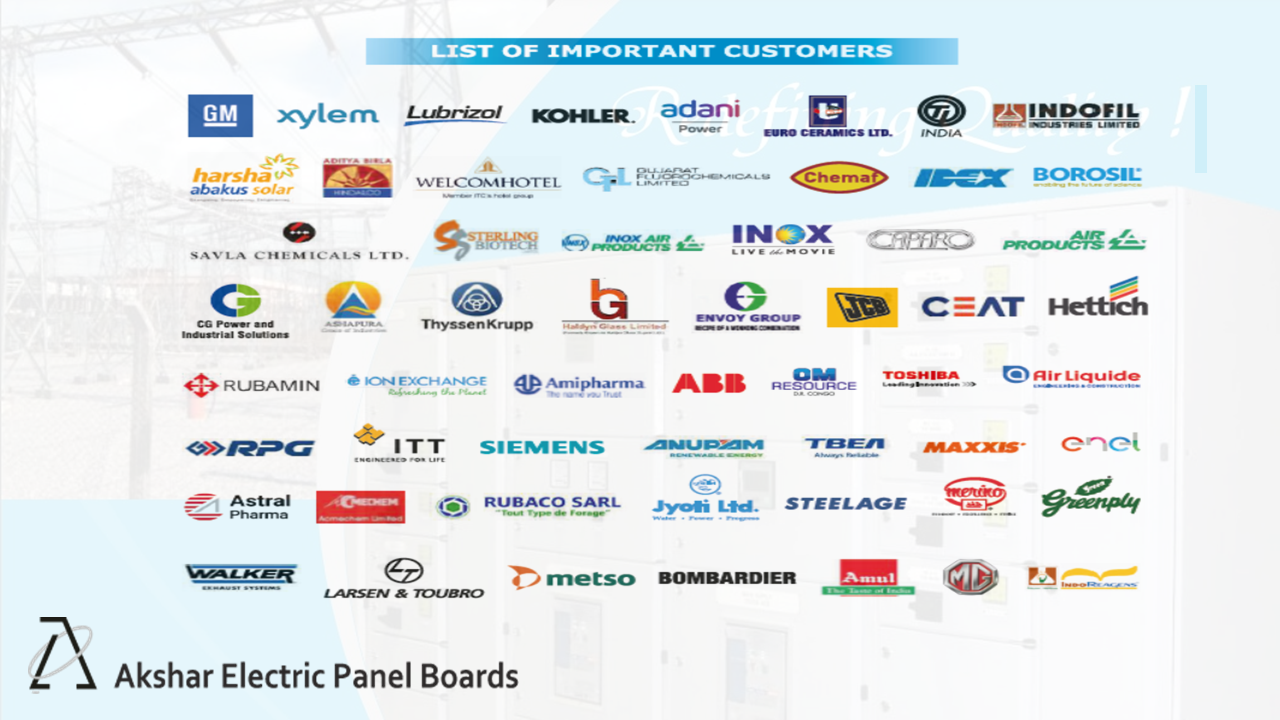 LIST OF IMPORTANT CUSTOMERS
Redefining Quality !
GM
xylem
Lubrizol
KOHLER.
adani
Power
EURO CERAMICS LTD.
INDIA
INDOFIL
INDUSTRIES LIMITED
harsha
abakus solar
ADITYA BIRLA
HINDALCO
WELCOMHOTEL
Member ITC's hotel group
GUJARAT
FLUOROCHEMICALS
LIMITED
Chemaf
IDEX
BOROSIL
enabling the future of science
SAVLA CHEMICALS LTD.
STERLING
BIOTECH
INOX
INOX AIR
PRODUCTS
INOX
LIVE the MOVIE
CAPARO
AIR
PRODUCTS
CG Power and
Industrial Solutions
ASHAPURA
ThyssenKrupp
Haldyn Glass Limited
ENVOY GROUP
RECIPE OF A WORKING COMBINATION
JCB
CEAT
Hettich
RUBAMIN
ION EXCHANGE
Refreshing the Planet
Amipharma
The name you Trust
ABB
OM
RESOURCE
D.R. CONGO
TOSHIBA
Leading Innovation >>>
Air Liquide
ENGINEERING & CONSTRUCTION
RPG
ITT
ENGINEERED FOR LIFE
SIEMENS
ANUPAM
RENEWABLE ENERGY
TBEA
Always Reliable
MAXXIS
enel
Astral
Pharma
ACMECHEM
Acmechem Limited
RUBACO SARL
"Tout Type de Forage"
Jyoti Ltd.
Water • Power • Progress
STEELAGE
merino
Green
Greenply
WALKER
EXHAUST SYSTEMS
LARSEN & TOUBRO
metso
BOMBARDIER
Amul
The Taste of India
MG
INDOREAGENS
Akshar Electric Panel Boards